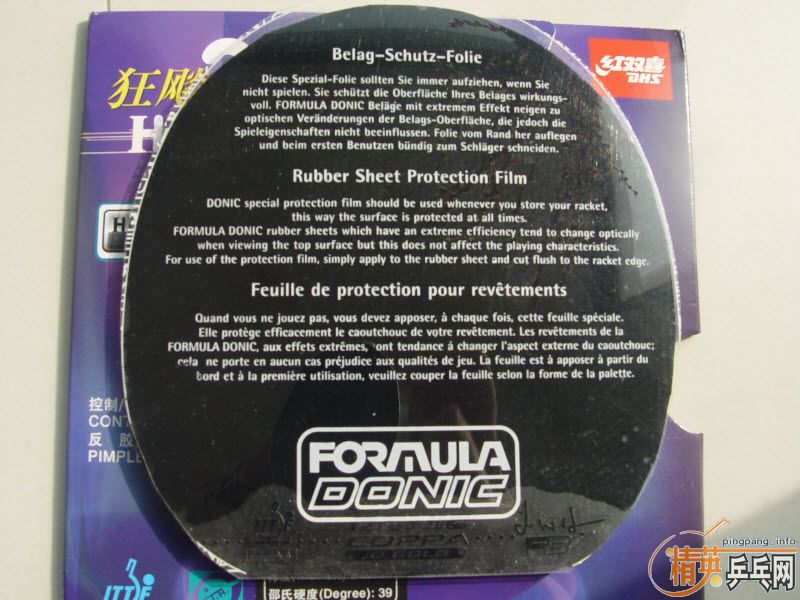 狂飚
H
红双喜
DHS
Belag-Schutz-Folie
Diese Spezial-Folie sollten Sie immer aufziehen, wenn Sie
nicht spielen. Sie schützt die Oberfläche Ihres Belages wirkungs-
voll. FORMULA DONIC Beläge mit extremem Effekt neigen zu
optischen Veränderungen der Belags-Oberfläche, die jedoch die
Spieleigenschaften nicht beeinflussen. Folie vom Rand her auflegen
und beim ersten Benutzen bündig zum Schläger schneiden.
Rubber Sheet Protection Film
DONIC special protection film should be used whenever you store your racket,
this way the surface is protected at all times.
FORMULA DONIC rubber sheets which have an extreme efficiency tend to change optically
when viewing the top surface but this does not affect the playing characteristics.
For use of the protection film, simply apply to the rubber sheet and cut flush to the racket edge.
Feuille de protection pour revêtements
Quand vous ne jouez pas, vous devez apposer, à chaque fois, cette feuille spéciale.
Elle protège efficacement le caoutchouc de votre revêtement. Les revêtements de la
FORMULA DONIC, aux effets extrêmes, ont tendance á changer l'aspect externe du caoutchouc;
cela ne porte en aucun cas préjudice aux qualités de jeu. La feuille est à apposer à partir du
bord et à la première utilisation, veuillez couper la feuille selon la forme de la palette.
控制/
CONT
反 胶
PIMPLE
FORMULA
DONIC
ITTF
COPPA
邵氏硬度(Degree): 39
ITTF
pingpang_info
精英乒乓网